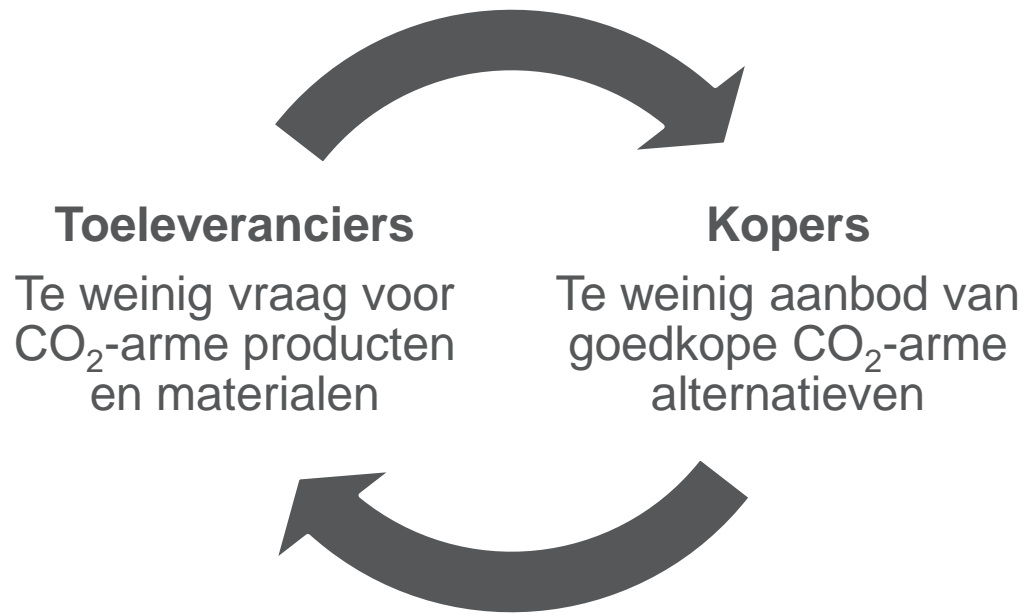 Toeleveranciers
Te weinig vraag voor
CO₂-arme producten
en materialen
Kopers
Te weinig aanbod van
goedkope CO₂-arme
alternatieven